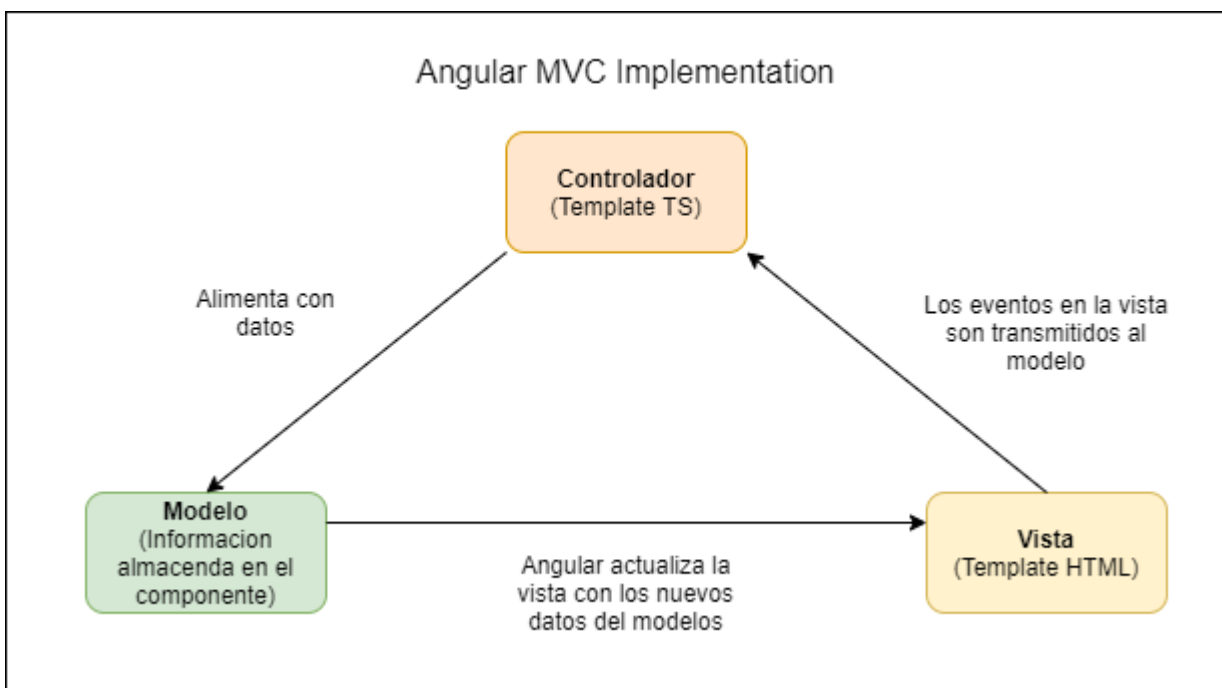 Angular MVC Implementation
Controlador
(Template TS)
Alimenta con
datos
Los eventos en la vista
son transmitidos al
modelo
Modelo
(Informacion
almacenda en el
componente)
Angular actualiza la
vista con los nuevos
datos del modelos
Vista
(Template HTML)